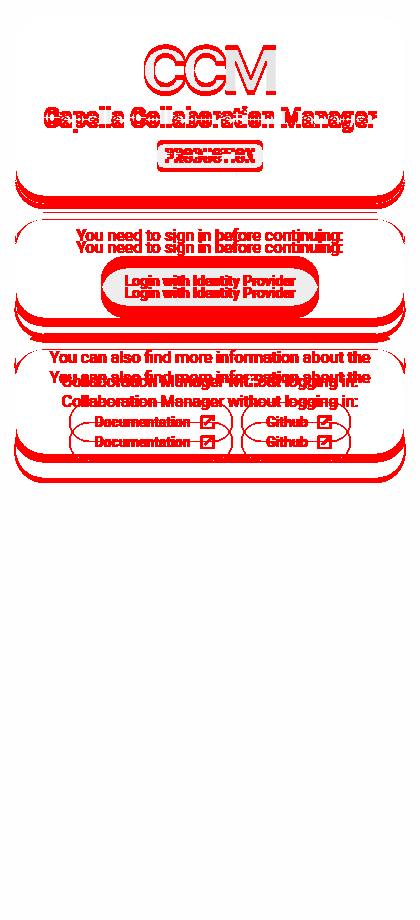 CCM
Capella Collaboration Manager
You need to sign in before continuing:
You need to sign in before continuing:
Login with Identity Provider
Login with Identity Provider
You can also find more information about the
You can also find more information about the
Collaboration Manager without logging in:
Collaboration Manager without logging in:
Documentation Github
Documentation Github